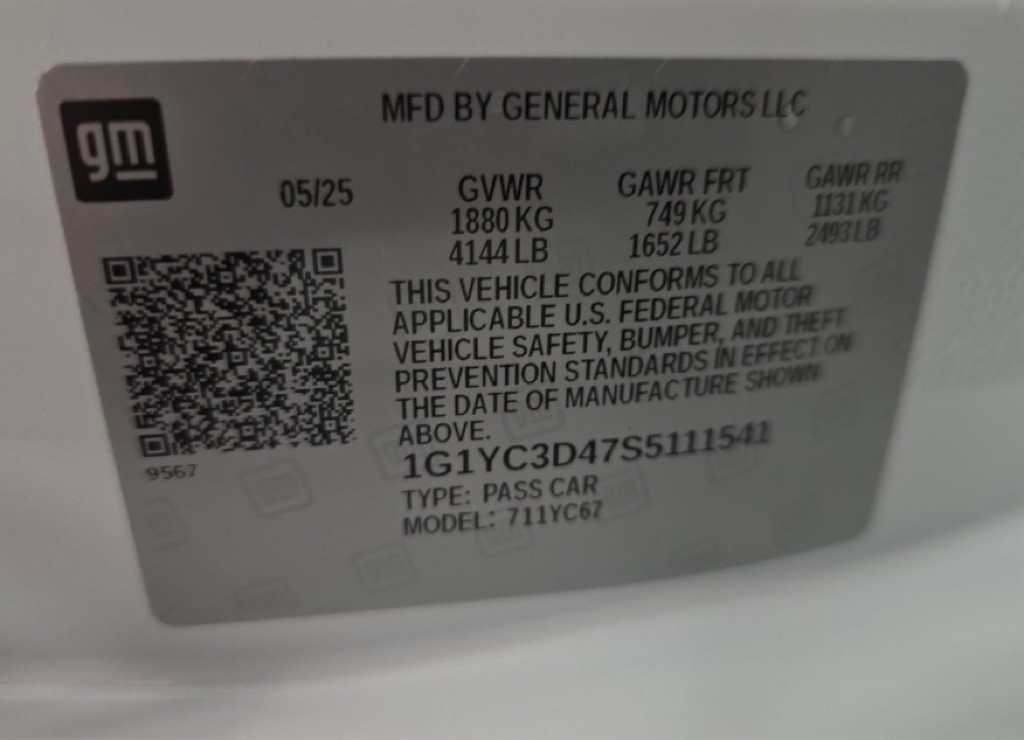 gm
MFD BY GENERAL MOTORS LLC
05/25
GVWR
1880 KG
4144 LB
GAWR FRT
749 KG
1652 LB
GAWR RR
1131 KG
2493 LB
THIS VEHICLE CONFORMS TO ALL
APPLICABLE U.S. FEDERAL MOTOR
VEHICLE SAFETY, BUMPER, AND THEFT
PREVENTION STANDARDS IN EFFECT ON
THE DATE OF MANUFACTURE SHOWN
ABOVE.
1G1YC3D47S5111541
TYPE: PASS CAR
MODEL: 711YC67
9567